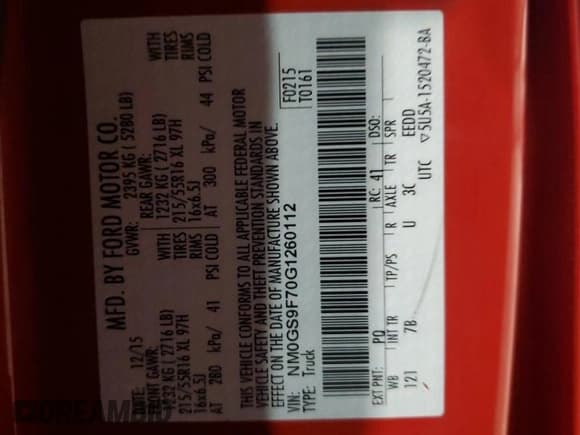 MFD. BY FORD MOTOR CO.
DATE: 12/15 GVWR: 2395 KG ( 5280 LB)
FRONT GAWR: REAR GAWR: WITH
1232 KG ( 2716 LB) 1232 KG ( 2716 LB) TIRES
215/55R16 XL 97H 215/55R16 XL 97H RIMS
16x6.5J 16x6.5J
AT 280 kPa/ 41 PSI COLD AT 300 kPa/ 44 PSI COLD
WITH
TIRES
RIMS
THIS VEHICLE CONFORMS TO ALL APPLICABLE FEDERAL MOTOR
VEHICLE SAFETY AND THEFT PREVENTION STANDARDS IN
EFFECT ON THE DATE OF MANUFACTURE SHOWN ABOVE.
VIN: NM0GS9F70G1260112
TYPE: Truck
F0215
T0161
EXT PNT: PQ RC: 41 DSO:
WB INT TR TP/PS R AXLE TR SPR
121 7B U 3C EEDD
UTC ▽5U5A-1520472-BA
DREAMBID